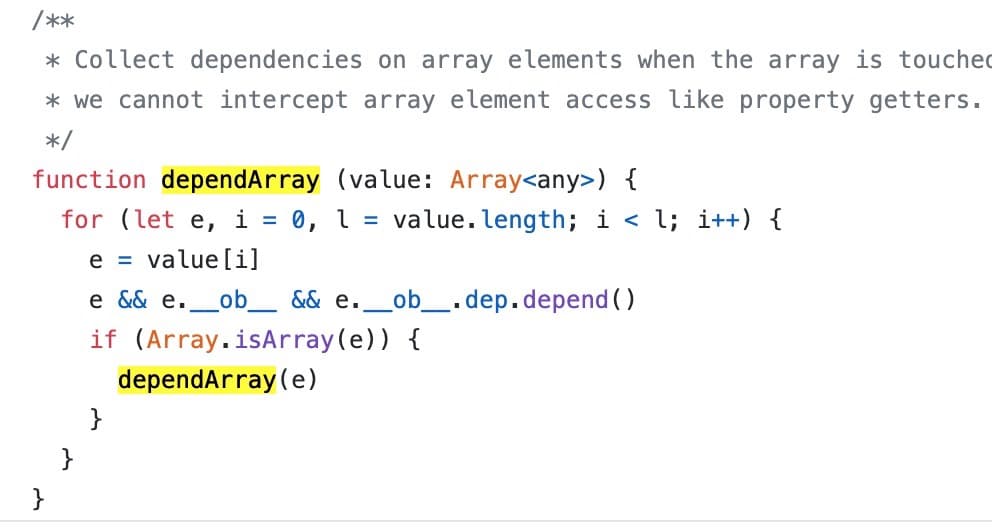 /**
 * Collect dependencies on array elements when the array is touched
 * we cannot intercept array element access like property getters.
 */
function dependArray (value: Array<any>) {
  for (let e, i = 0, l = value.length; i < l; i++) {
    e = value[i]
    e && e.__ob__ && e.__ob__.dep.depend()
    if (Array.isArray(e)) {
      dependArray(e)
    }
  }
}